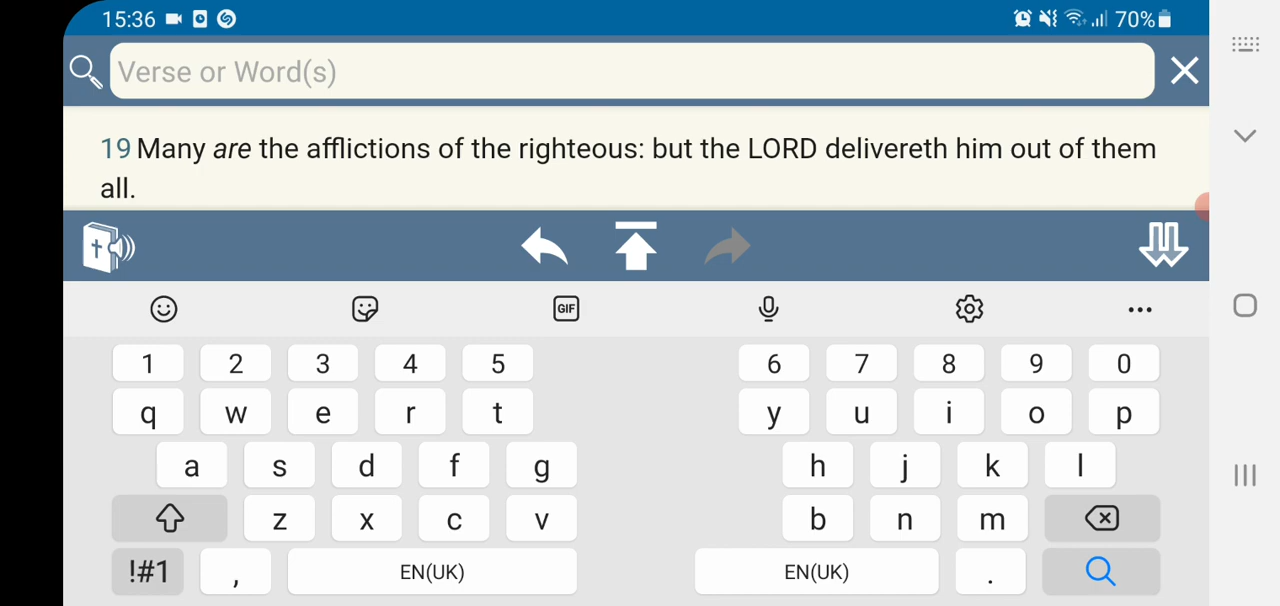 15:36 70%
Verse or Word(s)
19 Many are the afflictions of the righteous: but the LORD delivereth him out of them
all.
GIF
1 2 3 4 5 6 7 8 9 0
q w e r t y u i o p
a s d f g h j k l
z x c v b n m
!#1 , EN(UK) EN(UK) .